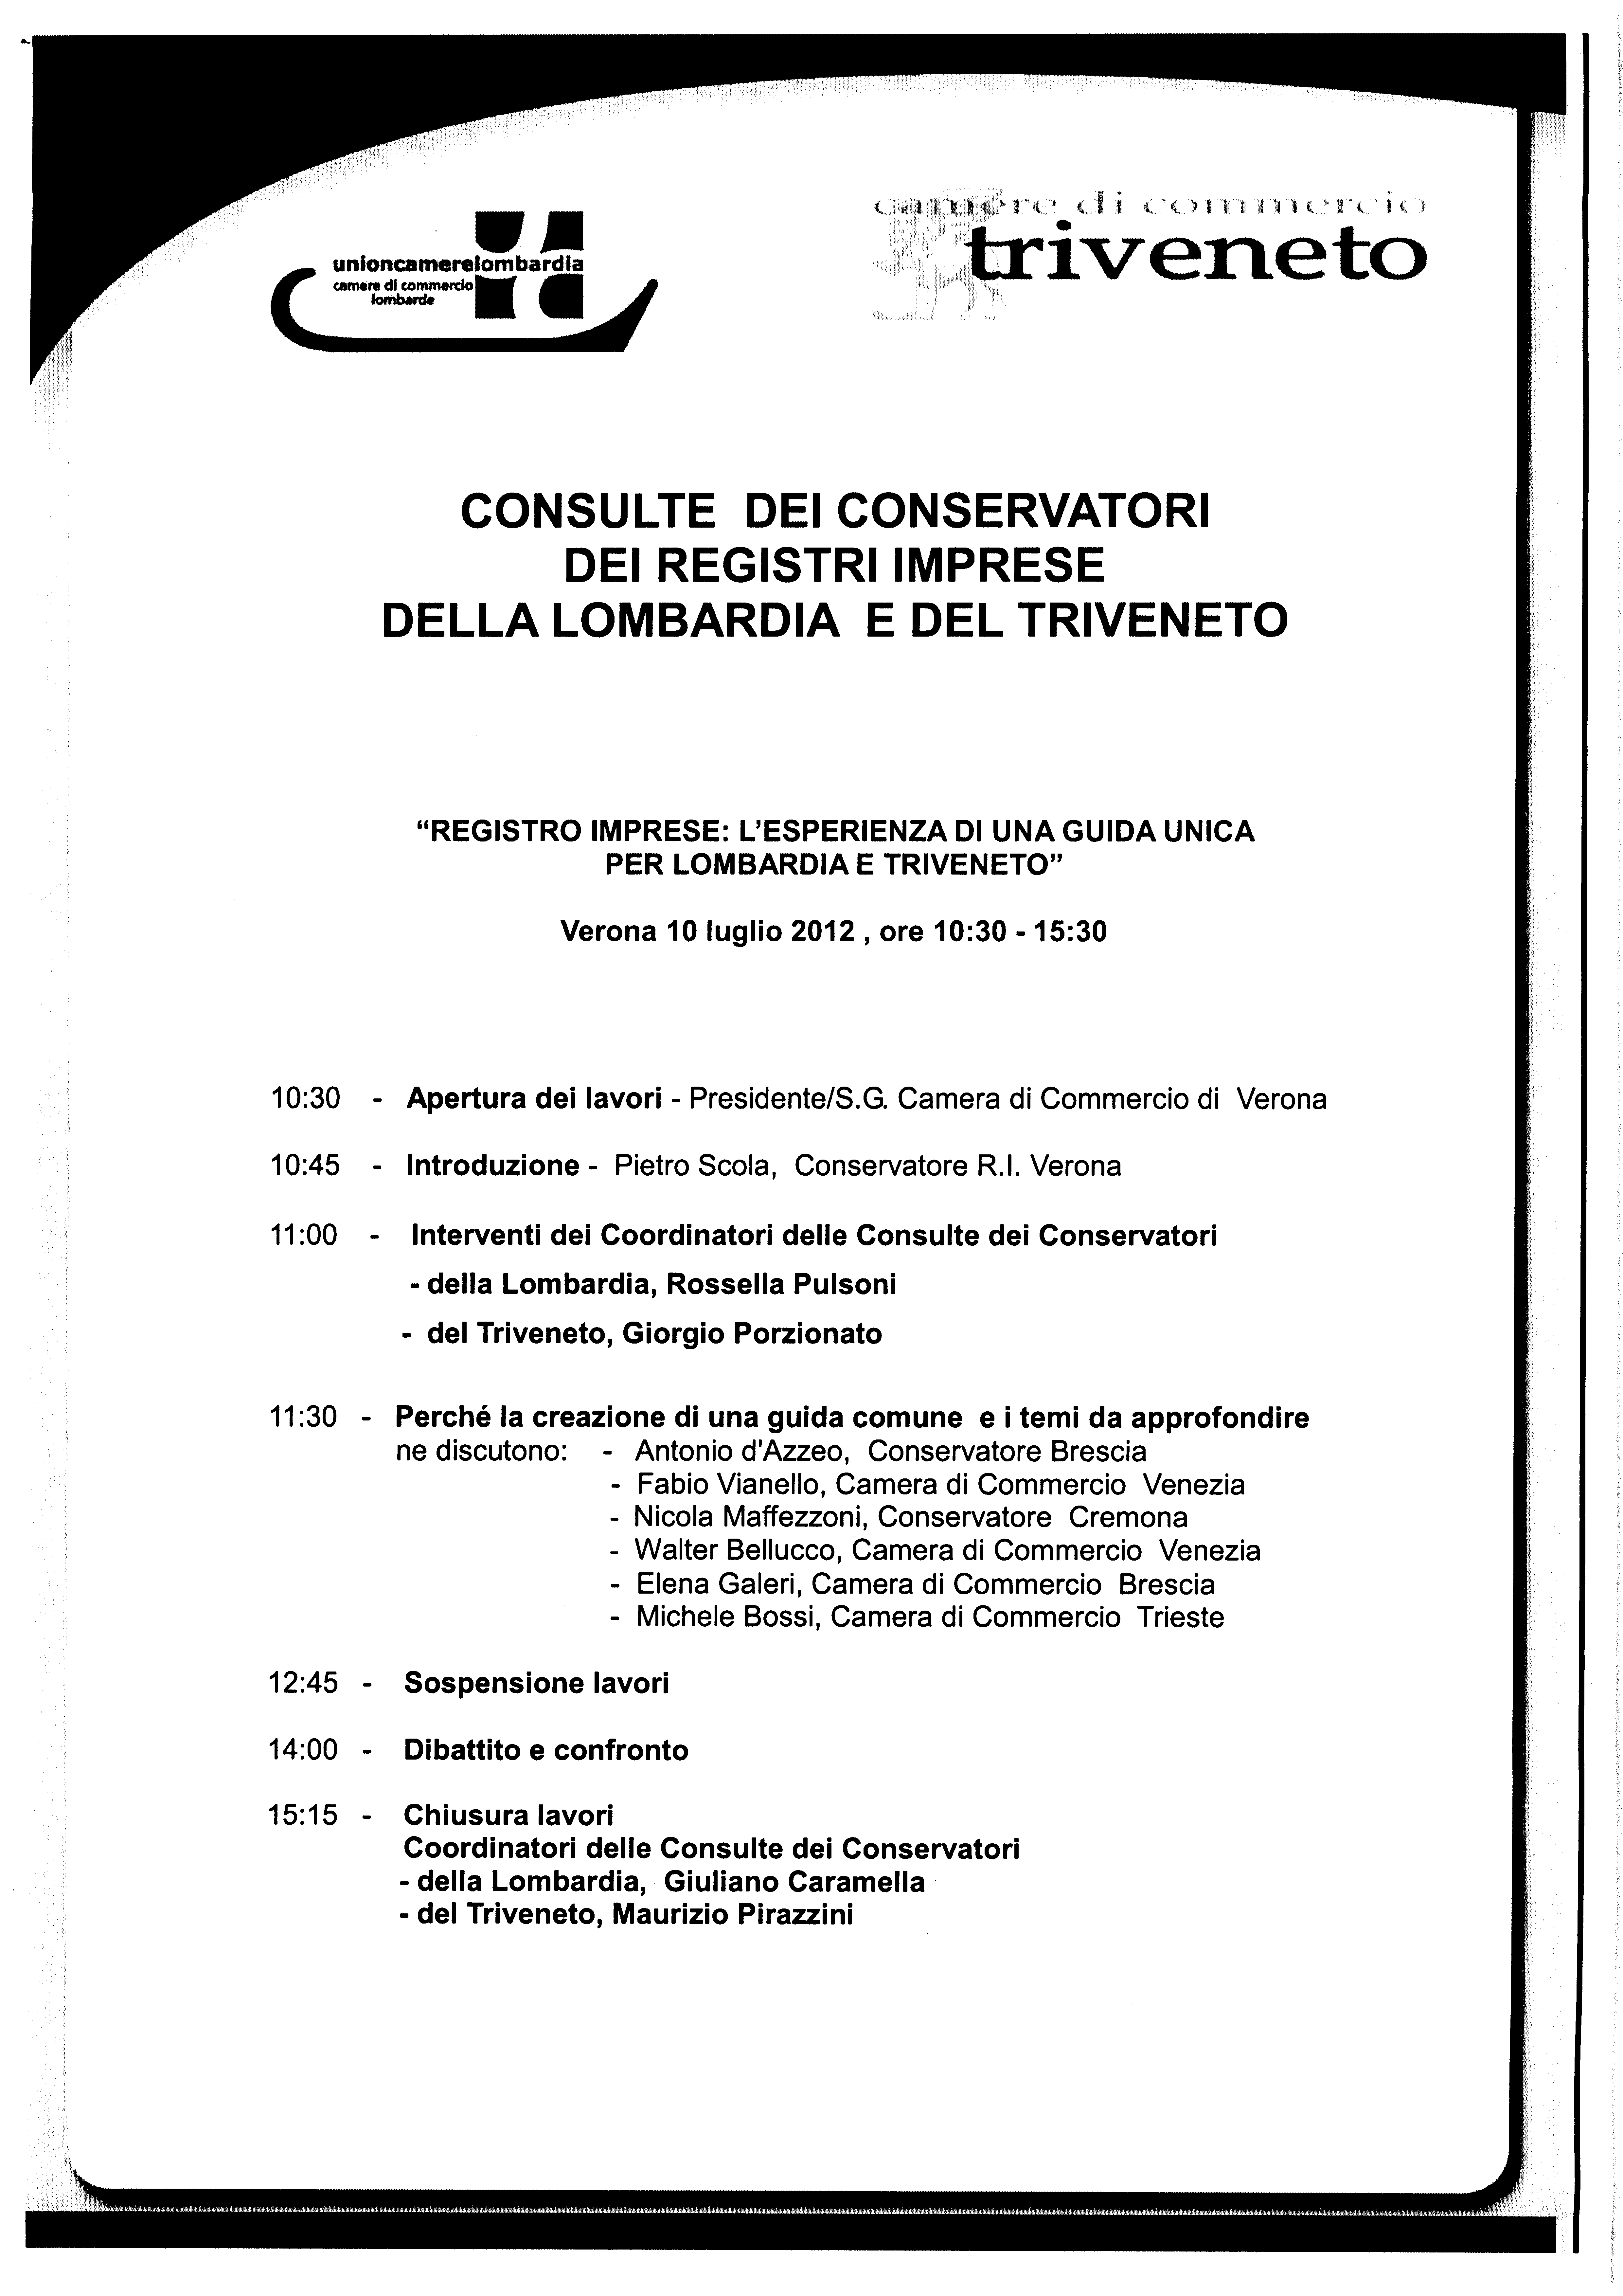 unioncamerelombardia
camere di commercio
lombarde
camere di commercio
triveneto
CONSULTE DEI CONSERVATORI
DEI REGISTRI IMPRESE
DELLA LOMBARDIA E DEL TRIVENETO
“REGISTRO IMPRESE: L’ESPERIENZA DI UNA GUIDA UNICA
PER LOMBARDIA E TRIVENETO”
Verona 10 luglio 2012 , ore 10:30 - 15:30
10:30 - Apertura dei lavori - Presidente/S.G. Camera di Commercio di Verona
10:45 - Introduzione - Pietro Scola, Conservatore R.I. Verona
11:00 - Interventi dei Coordinatori delle Consulte dei Conservatori
- della Lombardia, Rossella Pulsoni
- del Triveneto, Giorgio Porzionato
11:30 - Perché la creazione di una guida comune e i temi da approfondire
ne discutono: - Antonio d'Azzeo, Conservatore Brescia
- Fabio Vianello, Camera di Commercio Venezia
- Nicola Maffezzoni, Conservatore Cremona
- Walter Bellucco, Camera di Commercio Venezia
- Elena Galeri, Camera di Commercio Brescia
- Michele Bossi, Camera di Commercio Trieste
12:45 - Sospensione lavori
14:00 - Dibattito e confronto
15:15 - Chiusura lavori
Coordinatori delle Consulte dei Conservatori
- della Lombardia, Giuliano Caramella
- del Triveneto, Maurizio Pirazzini